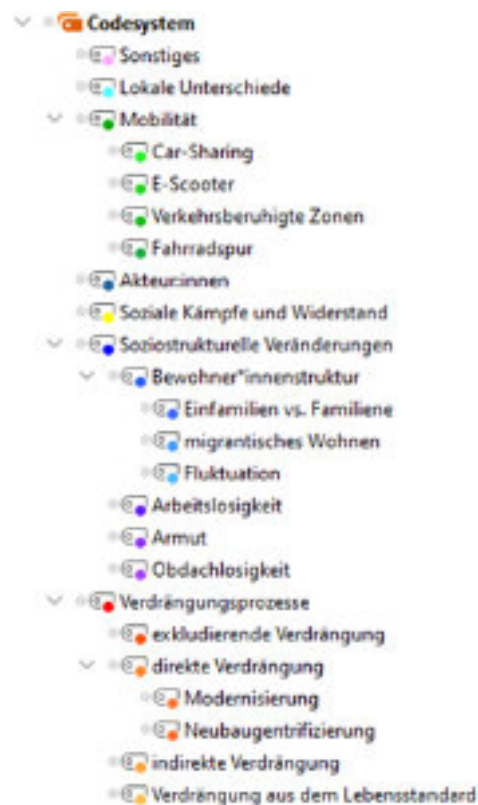 Codesystem
Sonstiges
Lokale Unterschiede
Mobilität
Car-Sharing
E-Scooter
Verkehrsberuhigte Zonen
Fahrradspur
Akteur:innen
Soziale Kämpfe und Widerstand
Soziostrukturelle Veränderungen
Bewohner*innenstruktur
Einfamilien vs. Familiene
migrantisches Wohnen
Fluktuation
Arbeitslosigkeit
Armut
Obdachlosigkeit
Verdrängungsprozesse
exkludierende Verdrängung
direkte Verdrängung
Modernisierung
Neubaugentrifizierung
indirekte Verdrängung
Verdrängung aus dem Lebensstandard